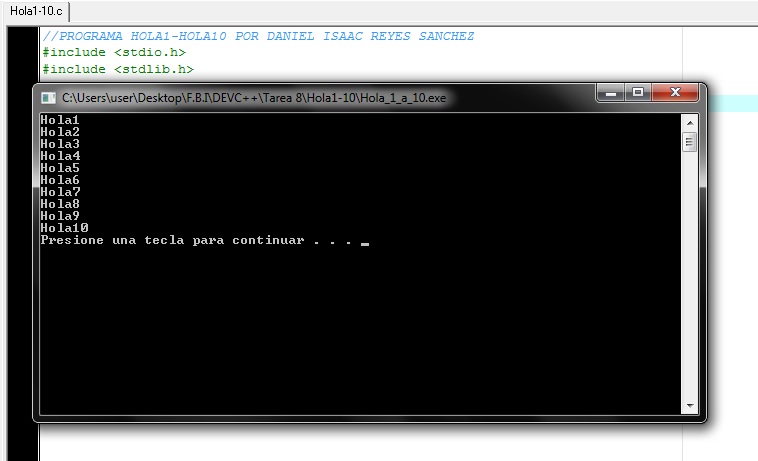 Hola1-10.c
//PROGRAMA HOLA1-HOLA10 POR DANIEL ISAAC REYES SANCHEZ
#include <stdio.h>
#include <stdlib.h>
C:\Users\user\Desktop\F.B.I\DEVC++\Tarea 8\Hola1-10\Hola_1_a_10.exe
Hola1
Hola2
Hola3
Hola4
Hola5
Hola6
Hola7
Hola8
Hola9
Hola10
Presione una tecla para continuar . . . _